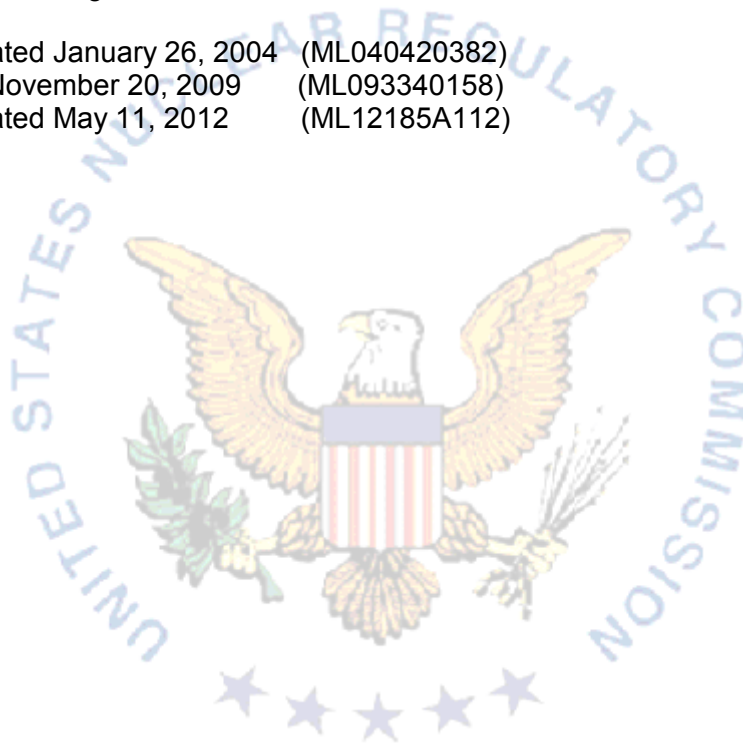 ated January 26, 2004 (ML040420382)
November 20, 2009 (ML093340158)
ated May 11, 2012 (ML12185A112)
UNITED STATES NUCLEAR REGULATORY COMMISSION